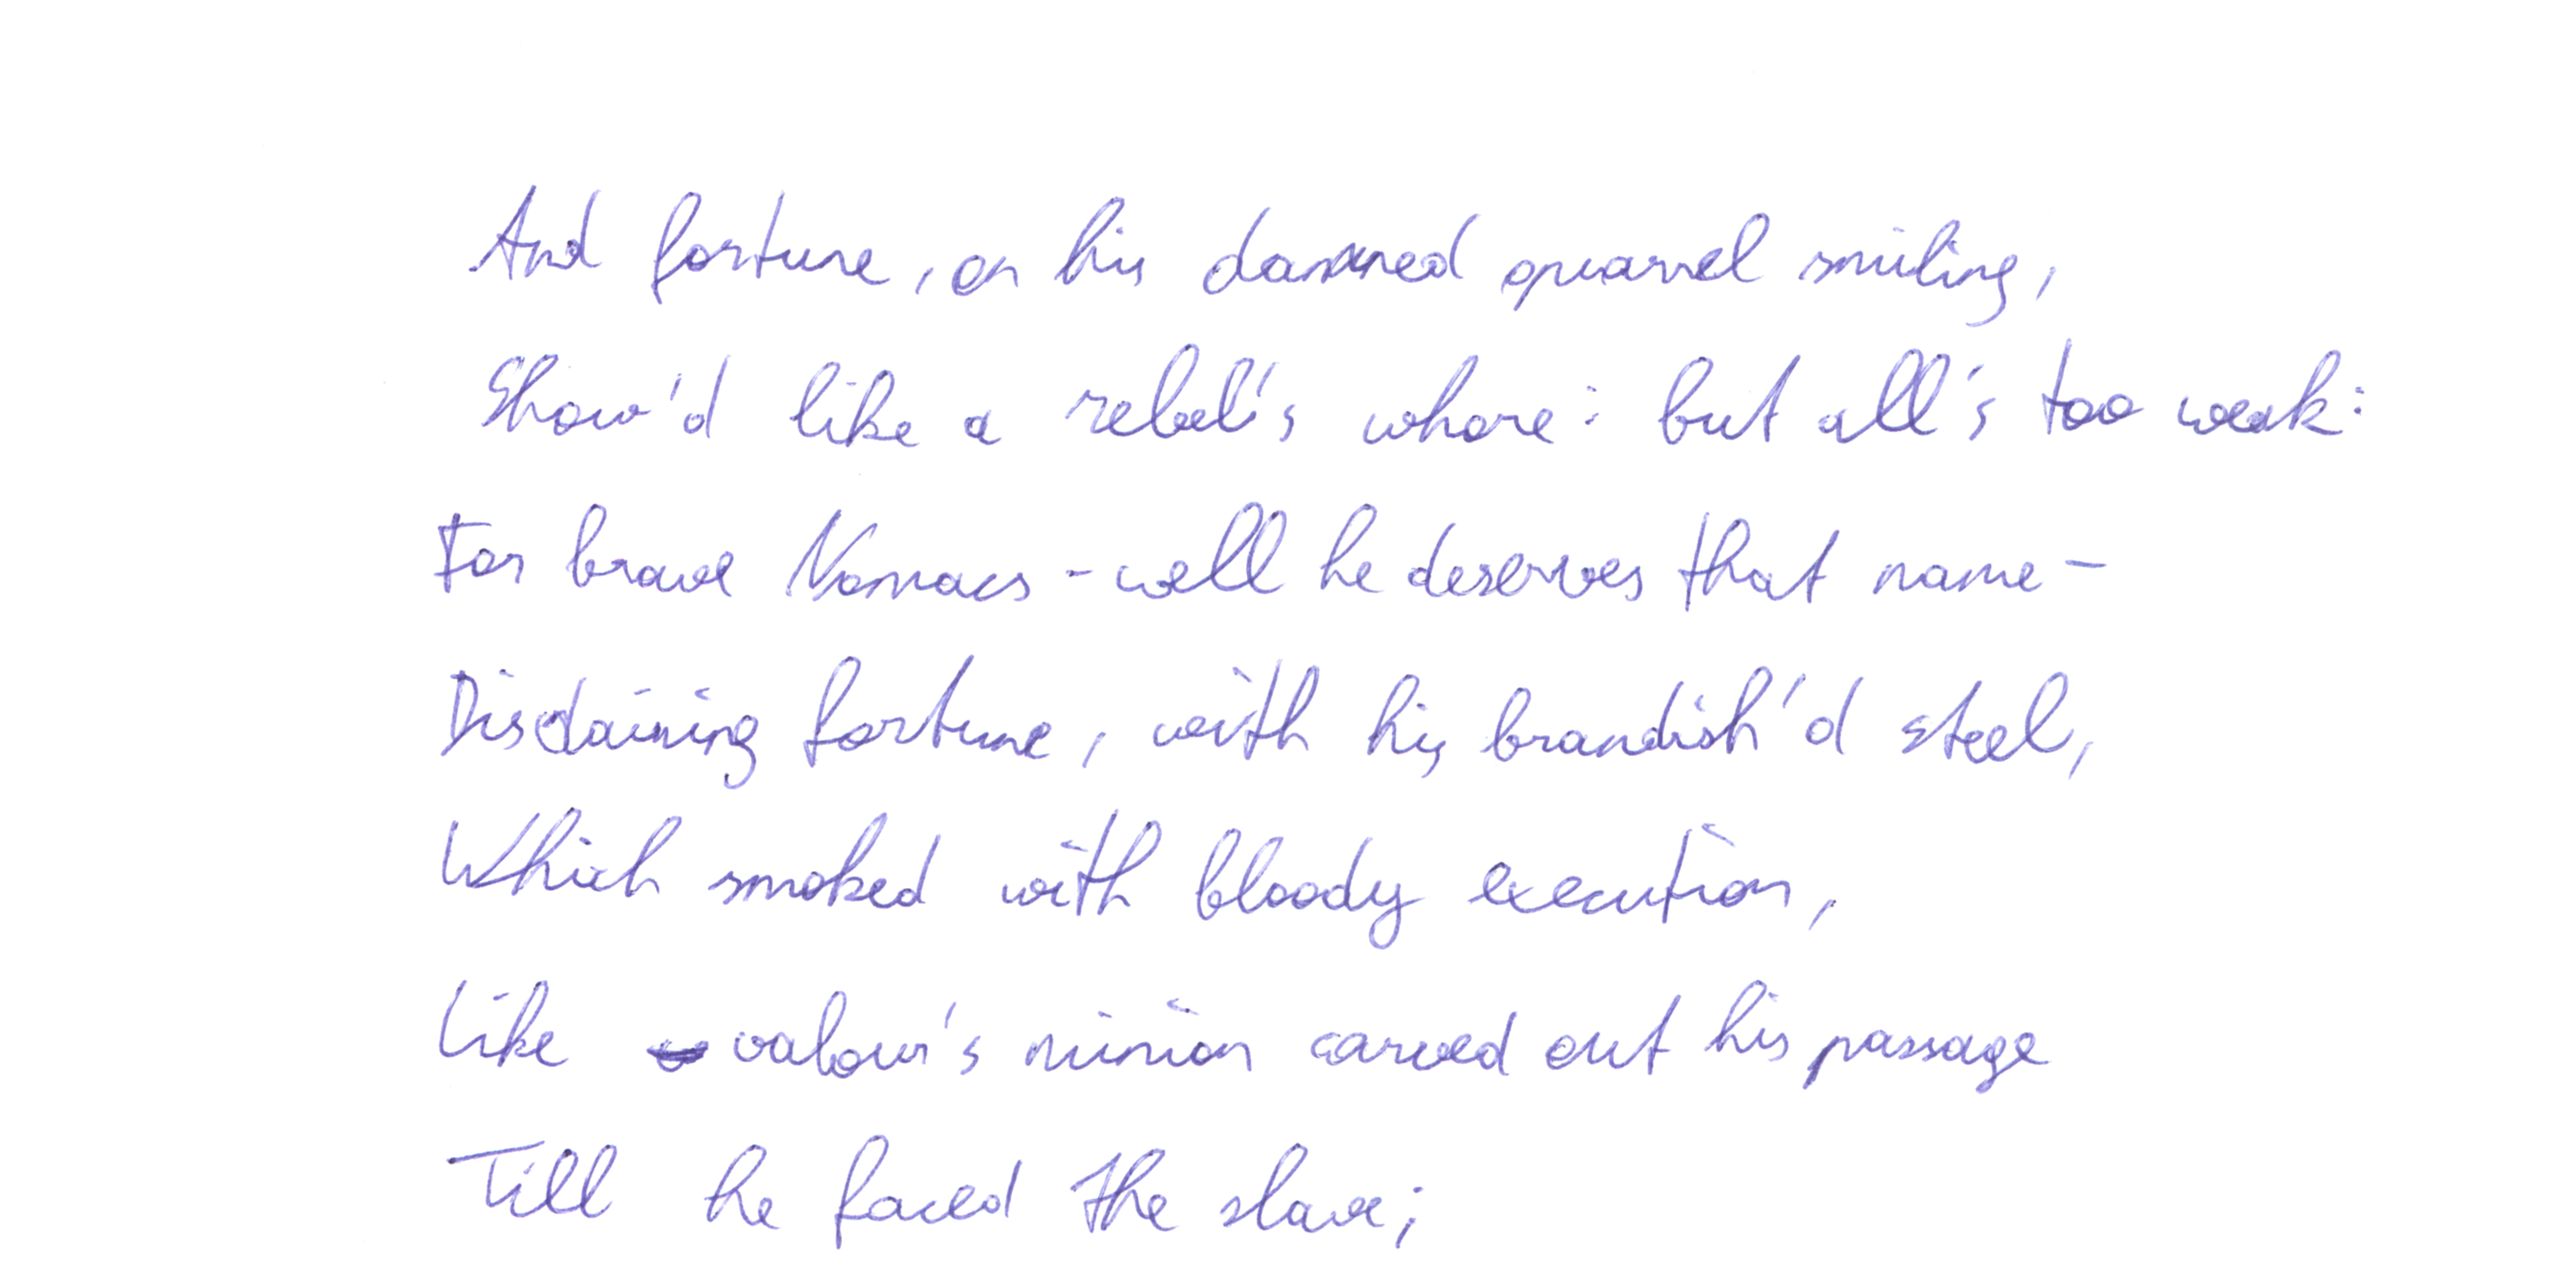 And fortune, on his damned quarrel smiling,
Show'd like a rebel's whore: but all's too weak:
For brave Nomacs - well he deserves that name -
Disdaining fortune, with his brandish'd steel,
Which smoked with bloody execution,
Like valour's minion carved out his passage
Till he faced the slave;